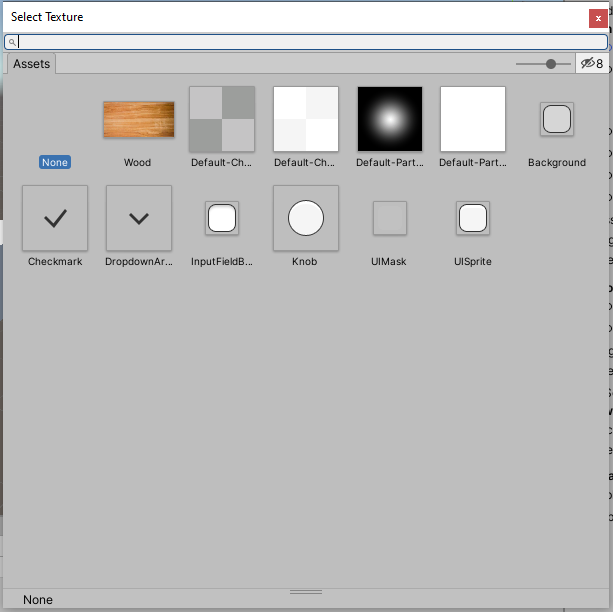 Select Texture
x
Assets
8
None
Wood
Default-Ch...
Default-Ch...
Default-Part...
Default-Part...
Background
Checkmark
DropdownAr...
InputFieldB...
Knob
UIMask
UISprite
None